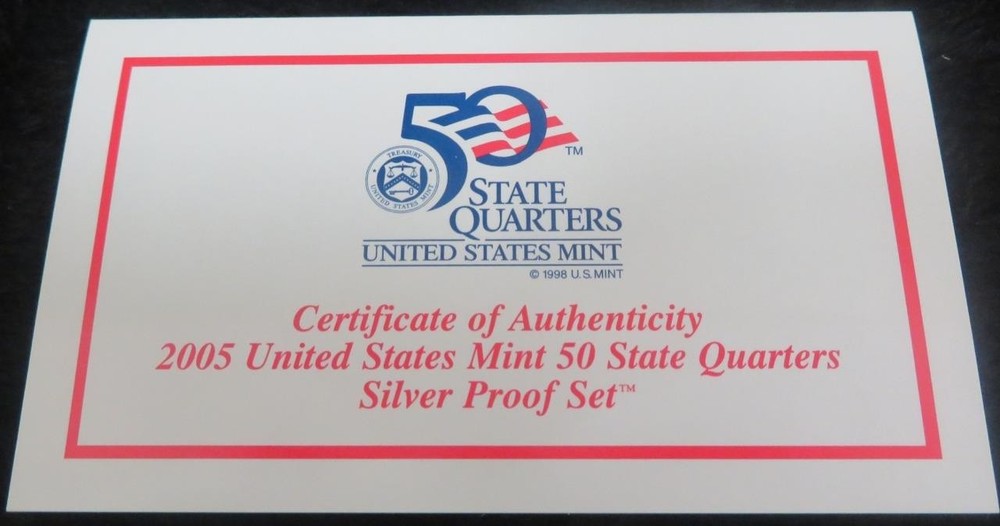 50
TM
TREASURY
UNITED STATES MINT
STATE
QUARTERS
UNITED STATES MINT
© 1998 U.S. MINT
Certificate of Authenticity
2005 United States Mint 50 State Quarters
Silver Proof Set™